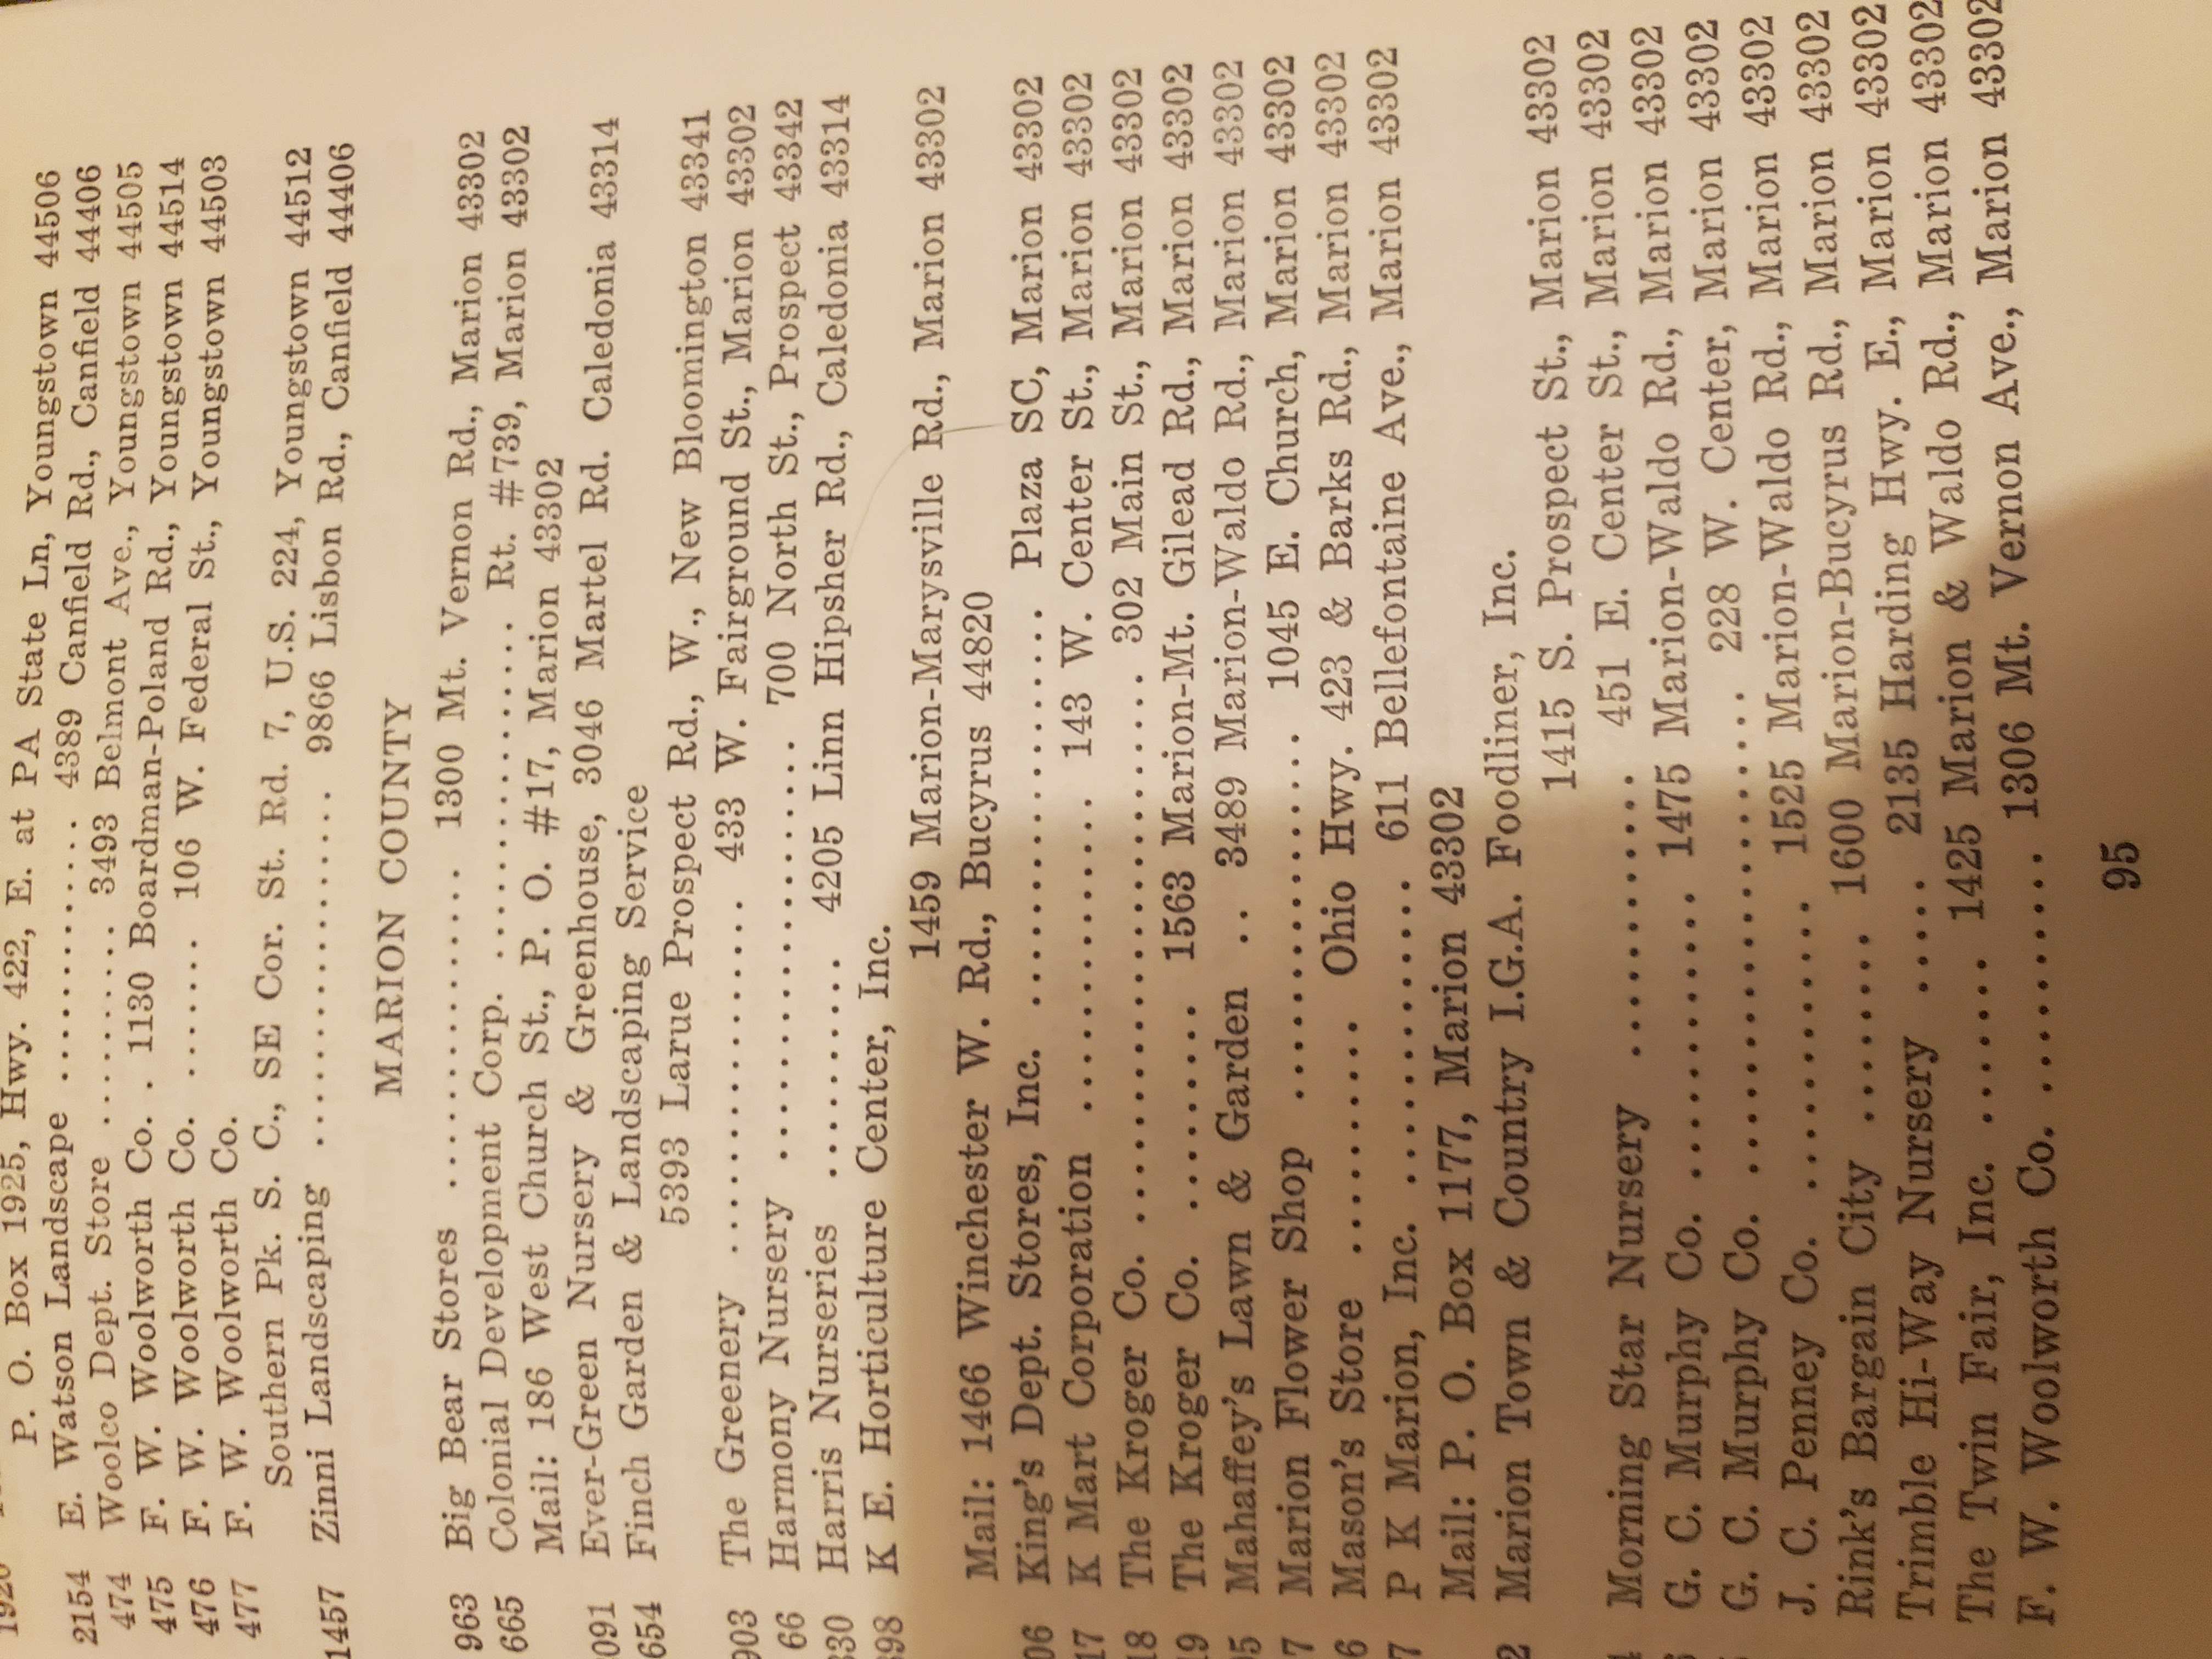 P. O. Box 1925, Hwy. 422, E. at PA State Ln, Youngstown 44506
2154 E. Watson Landscape .......... 4389 Canfield Rd., Canfield 44406
474 Woolco Dept. Store .......... 3493 Belmont Ave., Youngstown 44505
475 F. W. Woolworth Co. . 1130 Boardman-Poland Rd., Youngstown 44514
476 F. W. Woolworth Co. ....... 106 W. Federal St., Youngstown 44503
477 F. W. Woolworth Co.
Southern Pk. S. C., SE Cor. St. Rd. 7, U.S. 224, Youngstown 44512
1457 Zinni Landscaping .................. 9866 Lisbon Rd., Canfield 44406
MARION COUNTY
963 Big Bear Stores ................ 1300 Mt. Vernon Rd., Marion 43302
665 Colonial Development Corp. .................. Rt. #739, Marion 43302
Mail: 186 West Church St., P. O. #17, Marion 43302
091 Ever-Green Nursery & Greenhouse, 3046 Martel Rd. Caledonia 43314
654 Finch Garden & Landscaping Service
5393 Larue Prospect Rd., W., New Bloomington 43341
903 The Greenery .................. 433 W. Fairground St., Marion 43302
66 Harmony Nursery ..................... 700 North St., Prospect 43342
330 Harris Nurseries ........... 4205 Linn Hipsher Rd., Caledonia 43314
398 K E. Horticulture Center, Inc.
1459 Marion-Marysville Rd., Marion 43302
Mail: 1466 Winchester W. Rd., Bucyrus 44820
06 King's Dept. Stores, Inc. .................... Plaza SC, Marion 43302
17 K Mart Corporation ................ 143 W. Center St., Marion 43302
18 The Kroger Co. ............................ 302 Main St., Marion 43302
19 The Kroger Co. .......... 1563 Marion-Mt. Gilead Rd., Marion 43302
05 Mahaffey's Lawn & Garden .. 3489 Marion-Waldo Rd., Marion 43302
7 Marion Flower Shop ................... 1045 E. Church, Marion 43302
6 Mason's Store ............ Ohio Hwy. 423 & Barks Rd., Marion 43302
7 P K Marion, Inc. ................ 611 Bellefontaine Ave., Marion 43302
Mail: P. O. Box 1177, Marion 43302
2 Marion Town & Country I.G.A. Foodliner, Inc.
1415 S. Prospect St., Marion 43302
Morning Star Nursery .............. 451 E. Center St., Marion 43302
G. C. Murphy Co. .............. 1475 Marion-Waldo Rd., Marion 43302
G. C. Murphy Co. ........................ 228 W. Center, Marion 43302
J. C. Penney Co. .............. 1525 Marion-Waldo Rd., Marion 43302
Rink's Bargain City ......... 1600 Marion-Bucyrus Rd., Marion 43302
Trimble Hi-Way Nursery ...... 2135 Harding Hwy. E., Marion 43302
The Twin Fair, Inc. ........ 1425 Marion & Waldo Rd., Marion 43302
F. W. Woolworth Co. ........... 1306 Mt. Vernon Ave., Marion 43302
95